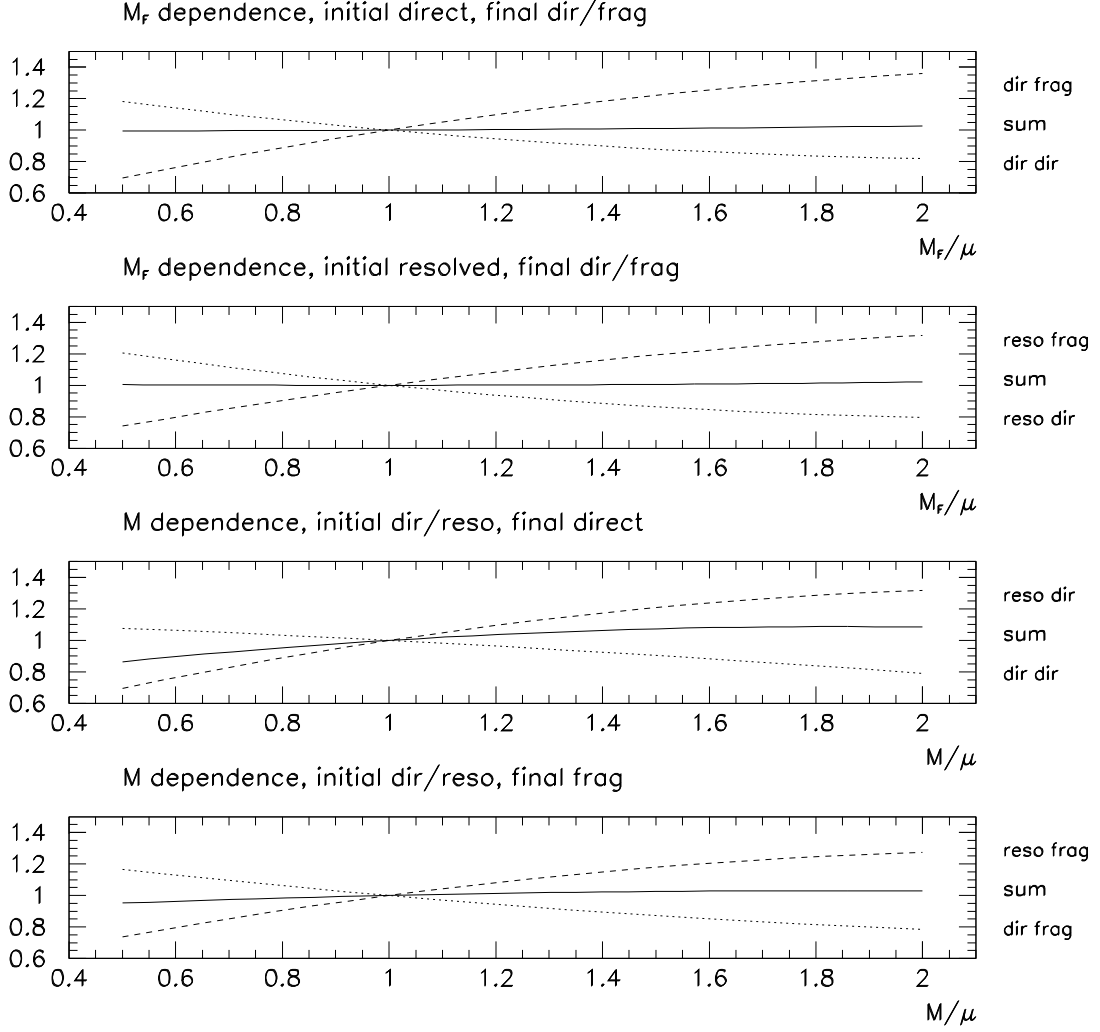 M_F dependence, initial direct, final dir/frag
1.4
1.2
1
0.8
0.6
dir frag
sum
dir dir
0.4 0.6 0.8 1 1.2 1.4 1.6 1.8 2
M_F/μ
M_F dependence, initial resolved, final dir/frag
1.4
1.2
1
0.8
0.6
reso frag
sum
reso dir
0.4 0.6 0.8 1 1.2 1.4 1.6 1.8 2
M_F/μ
M dependence, initial dir/reso, final direct
1.4
1.2
1
0.8
0.6
reso dir
sum
dir dir
0.4 0.6 0.8 1 1.2 1.4 1.6 1.8 2
M/μ
M dependence, initial dir/reso, final frag
1.4
1.2
1
0.8
0.6
reso frag
sum
dir frag
0.4 0.6 0.8 1 1.2 1.4 1.6 1.8 2
M/μ